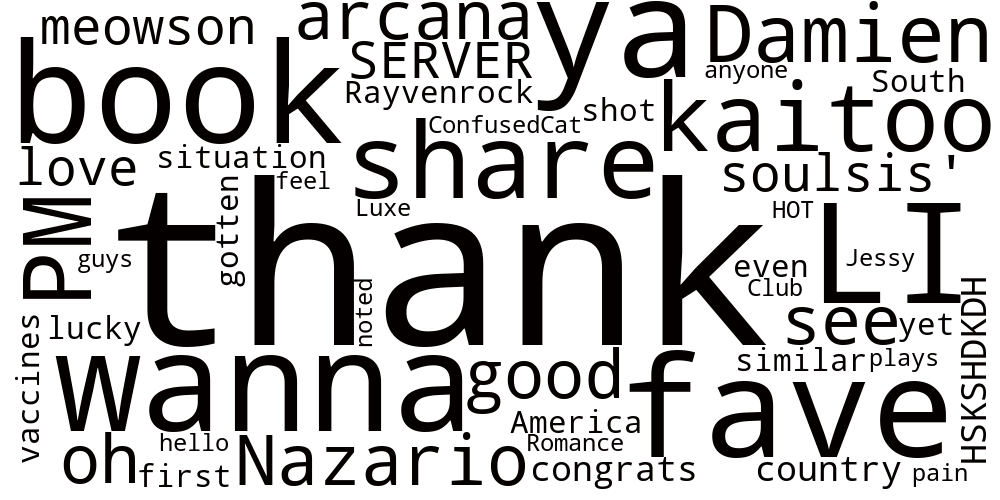 meowson
arcana
ya
Damien
book
SERVER
anyone
South
Rayvenrock
shot
kaitoo
ConfusedCat
share
love
situation
feel
soulsis'
Luxe
HOT
PM
gotten
thank
LI
guys
even
Jessy
Club
noted
HSKSHDKDH
vaccines
lucky
see
yet
wanna
good
fave
similar
plays
America
oh
hello
Nazario
Romance
first
congrats
country
pain